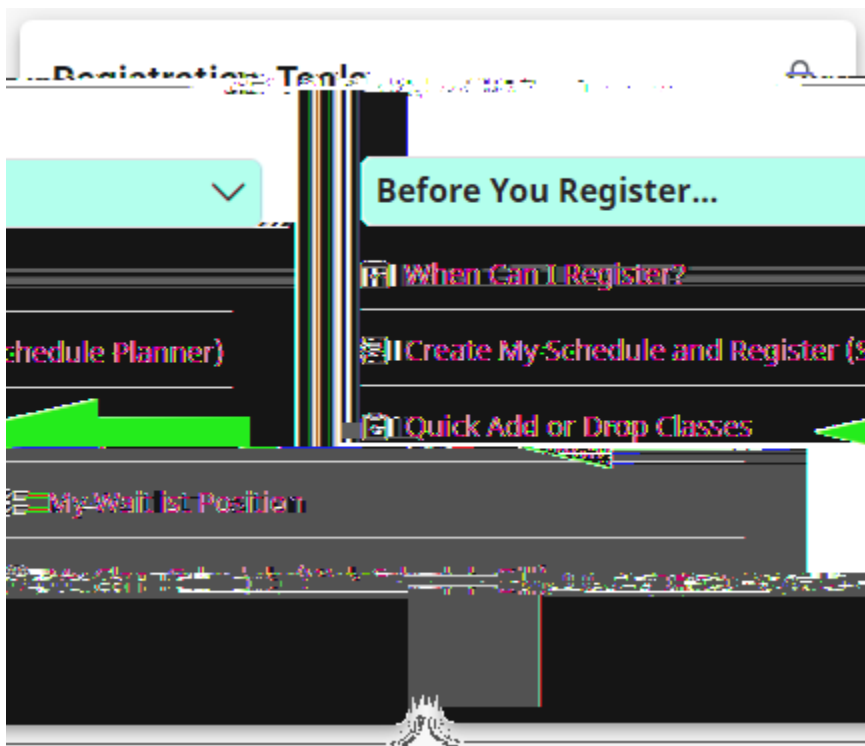 Registration Tools
Before You Register...
When Can I Register?
chedule Planner)
Create My Schedule and Register (S
Quick Add or Drop Classes
My Waitlist Position